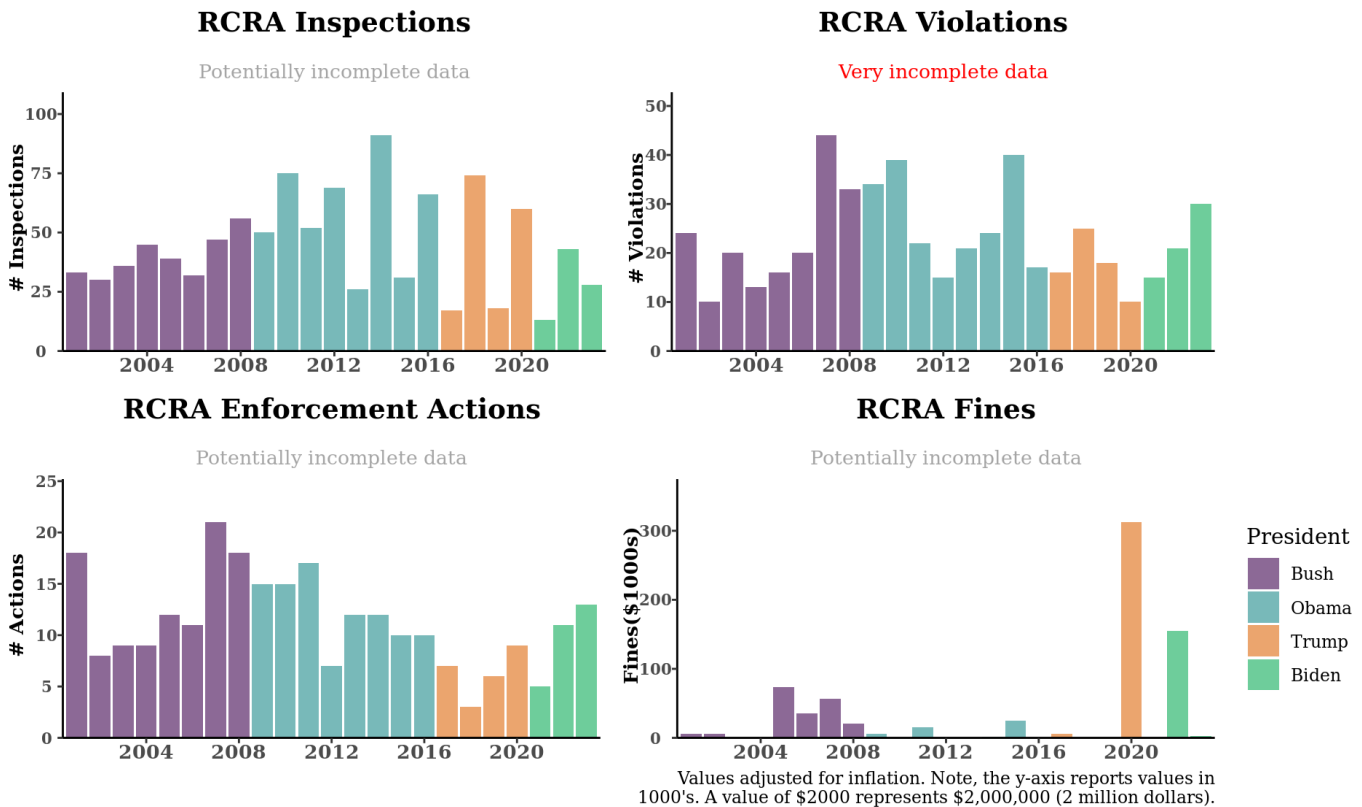 RCRA Inspections
Potentially incomplete data
# Inspections
100
75
50
25
0
2004 2008 2012 2016 2020
RCRA Violations
Very incomplete data
# Violations
50
40
30
20
10
0
2004 2008 2012 2016 2020
RCRA Enforcement Actions
Potentially incomplete data
# Actions
25
20
15
10
5
0
2004 2008 2012 2016 2020
RCRA Fines
Potentially incomplete data
Fines($1000s)
300
200
100
0
2004 2008 2012 2016 2020
Values adjusted for inflation. Note, the y-axis reports values in
1000's. A value of $2000 represents $2,000,000 (2 million dollars).
President
Bush
Obama
Trump
Biden